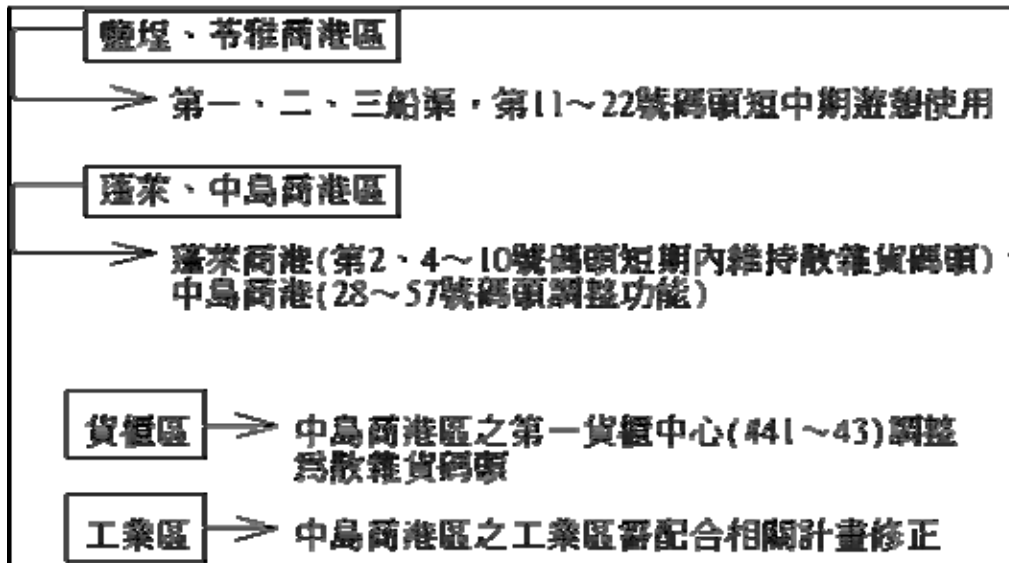 鹽埕、苓雅商港區
第一、二、三船渠,第11～22號碼頭短中期遊憩使用
蓬萊、中島商港區
蓬萊商港(第2、4～10號碼頭短期內維持散雜貨碼頭)、
中島商港(28～57號碼頭調整功能)
貨櫃區
中島商港區之第一貨櫃中心(#41～43)調整
為散雜貨碼頭
工業區
中島商港區之工業區需配合相關計畫修正